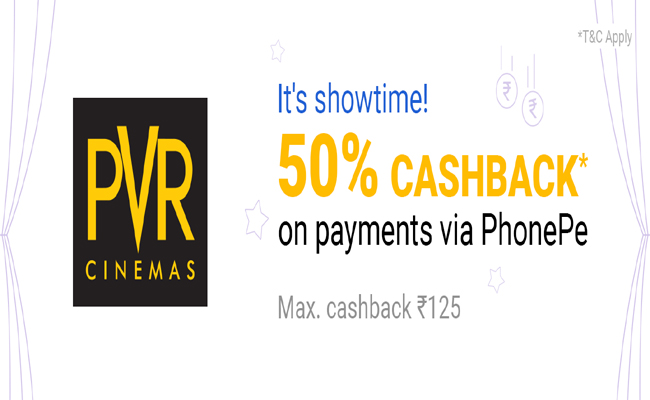 *T&C Apply
It's showtime!
50% CASHBACK*
on payments via PhonePe
Max. cashback ₹125
PVR
CINEMAS
₹
₹